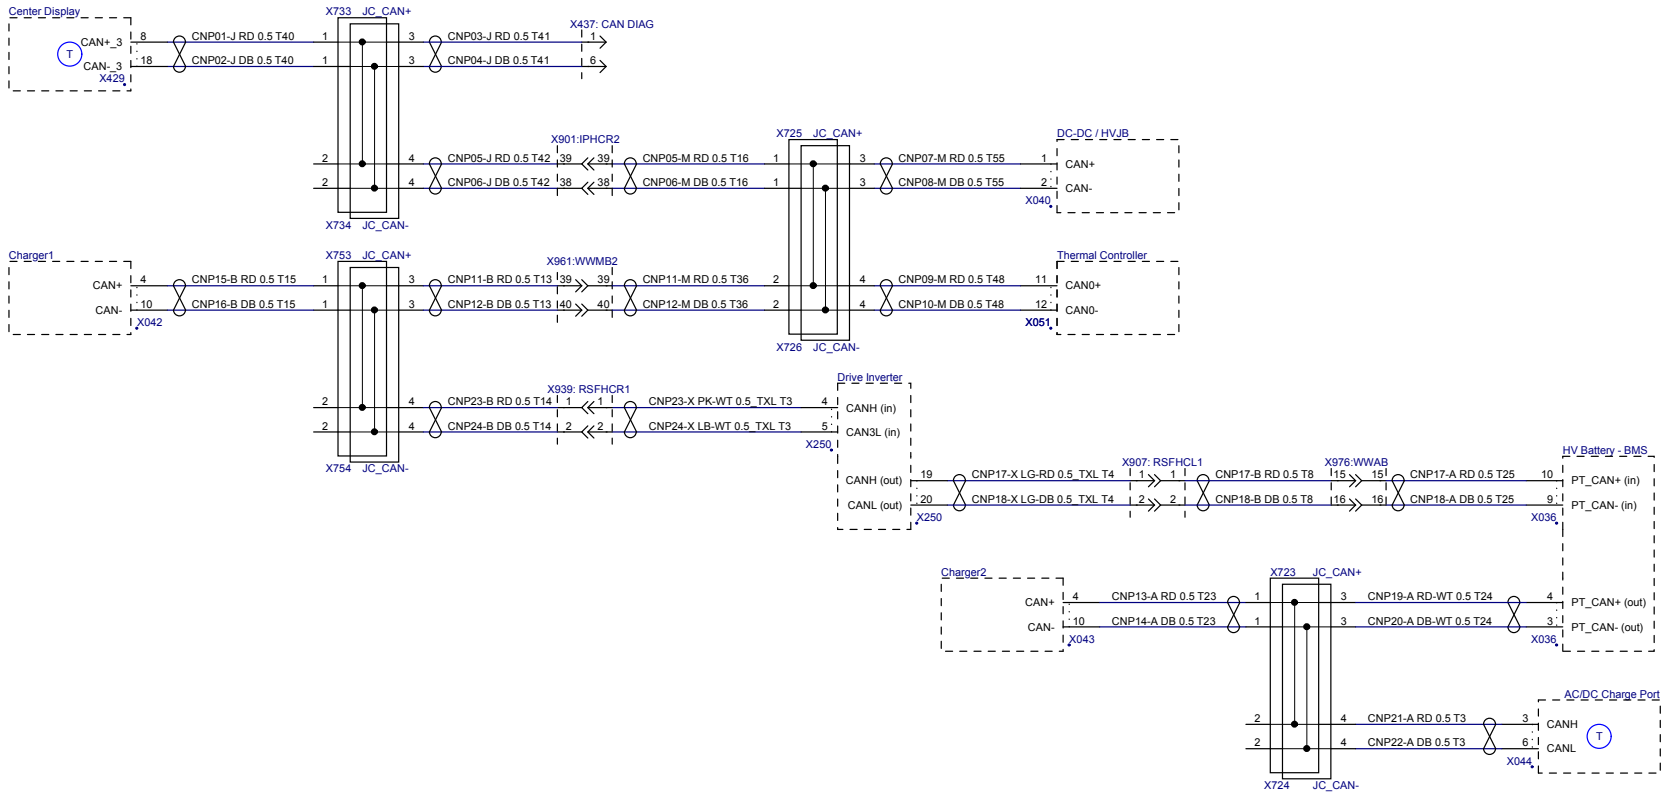 Center Display
T
CAN+_3
CAN-_3
8
18
X429
CNP01-J RD 0.5 T40
CNP02-J DB 0.5 T40
X733 JC_CAN+
1
1
3
3
CNP03-J RD 0.5 T41
CNP04-J DB 0.5 T41
X437: CAN DIAG
1
6
2
2
4
4
X734 JC_CAN-
CNP05-J RD 0.5 T42
CNP06-J DB 0.5 T42
X901:IPHCR2
39 39
38 38
CNP05-M RD 0.5 T16
CNP06-M DB 0.5 T16
X725 JC_CAN+
1
1
3
3
CNP07-M RD 0.5 T55
CNP08-M DB 0.5 T55
DC-DC / HVJB
1 CAN+
2 CAN-
X040
Charger1
CAN+ 4
CAN- 10
X042
CNP15-B RD 0.5 T15
CNP16-B DB 0.5 T15
X753 JC_CAN+
1
1
3
3
CNP11-B RD 0.5 T13
CNP12-B DB 0.5 T13
X961:WWMB2
39 39
40 40
CNP11-M RD 0.5 T36
CNP12-M DB 0.5 T36
2
2
4
4
X726 JC_CAN-
CNP09-M RD 0.5 T48
CNP10-M DB 0.5 T48
Thermal Controller
11 CAN0+
12 CAN0-
X051
2
2
4
4
X754 JC_CAN-
CNP23-B RD 0.5 T14
CNP24-B DB 0.5 T14
X939: RSFHCR1
1 1
2 2
CNP23-X PK-WT 0.5_TXL T3
CNP24-X LB-WT 0.5_TXL T3
Drive Inverter
4 CANH (in)
5 CAN3L (in)
X250
CANH (out) 19
CANL (out) 20
X250
CNP17-X LG-RD 0.5_TXL T4
CNP18-X LG-DB 0.5_TXL T4
X907: RSFHCL1
1 1
2 2
CNP17-B RD 0.5 T8
CNP18-B DB 0.5 T8
X976:WWAB
15 15
16 16
CNP17-A RD 0.5 T25
CNP18-A DB 0.5 T25
HV Battery - BMS
10 PT_CAN+ (in)
9 PT_CAN- (in)
X036
Charger2
CAN+ 4
CAN- 10
X043
CNP13-A RD 0.5 T23
CNP14-A DB 0.5 T23
X723 JC_CAN+
1
1
3
3
CNP19-A RD-WT 0.5 T24
CNP20-A DB-WT 0.5 T24
4 PT_CAN+ (out)
3 PT_CAN- (out)
X036
2
2
4
4
X724 JC_CAN-
CNP21-A RD 0.5 T3
CNP22-A DB 0.5 T3
AC/DC Charge Port
3 CANH
6 CANL
T
X044